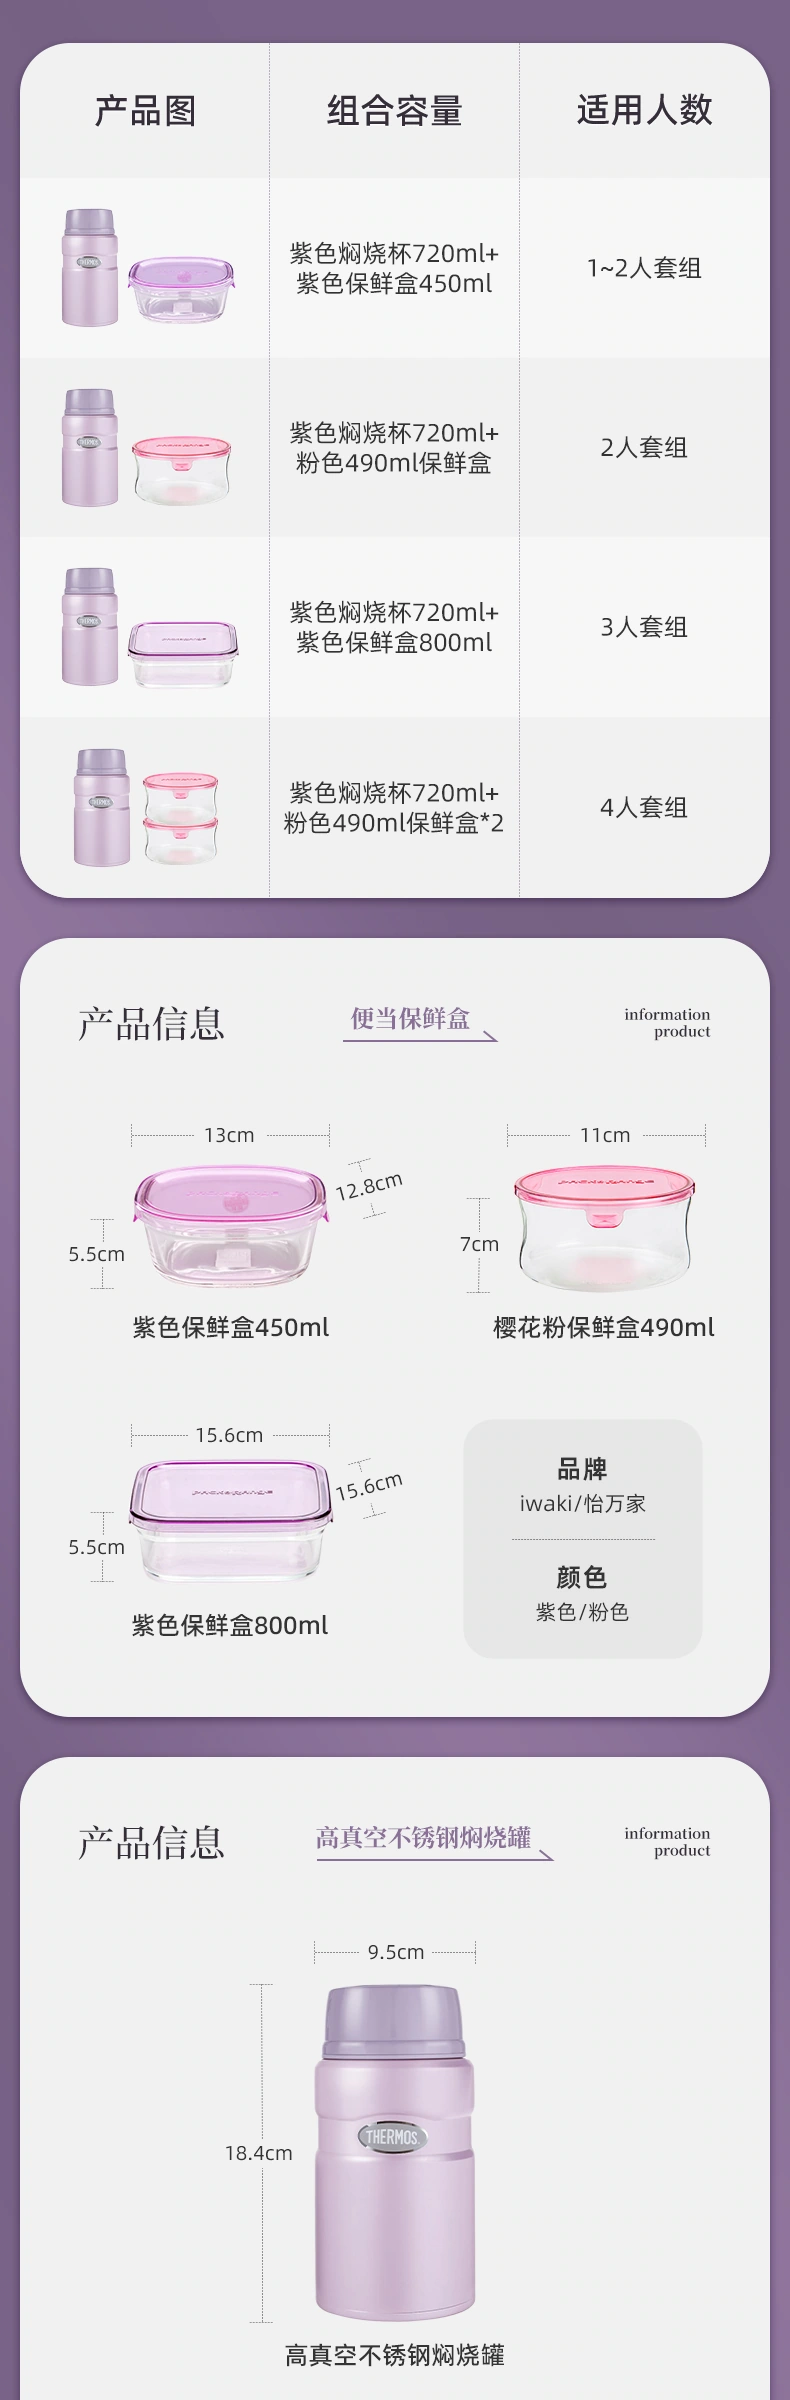 产品图
组合容量
适用人数
THERMOS
紫色焖烧杯720ml+
紫色保鲜盒450ml
1~2人套组
THERMOS
紫色焖烧杯720ml+
粉色490ml保鲜盒
2人套组
THERMOS
紫色焖烧杯720ml+
紫色保鲜盒800ml
3人套组
THERMOS
紫色焖烧杯720ml+
粉色490ml保鲜盒*2
4人套组
产品信息
便当保鲜盒
information
product
13cm
12.8cm
5.5cm
紫色保鲜盒450ml
11cm
7cm
樱花粉保鲜盒490ml
15.6cm
15.6cm
5.5cm
紫色保鲜盒800ml
品牌
iwaki/怡万家
颜色
紫色/粉色
产品信息
高真空不锈钢焖烧罐
information
product
9.5cm
18.4cm
THERMOS.
高真空不锈钢焖烧罐